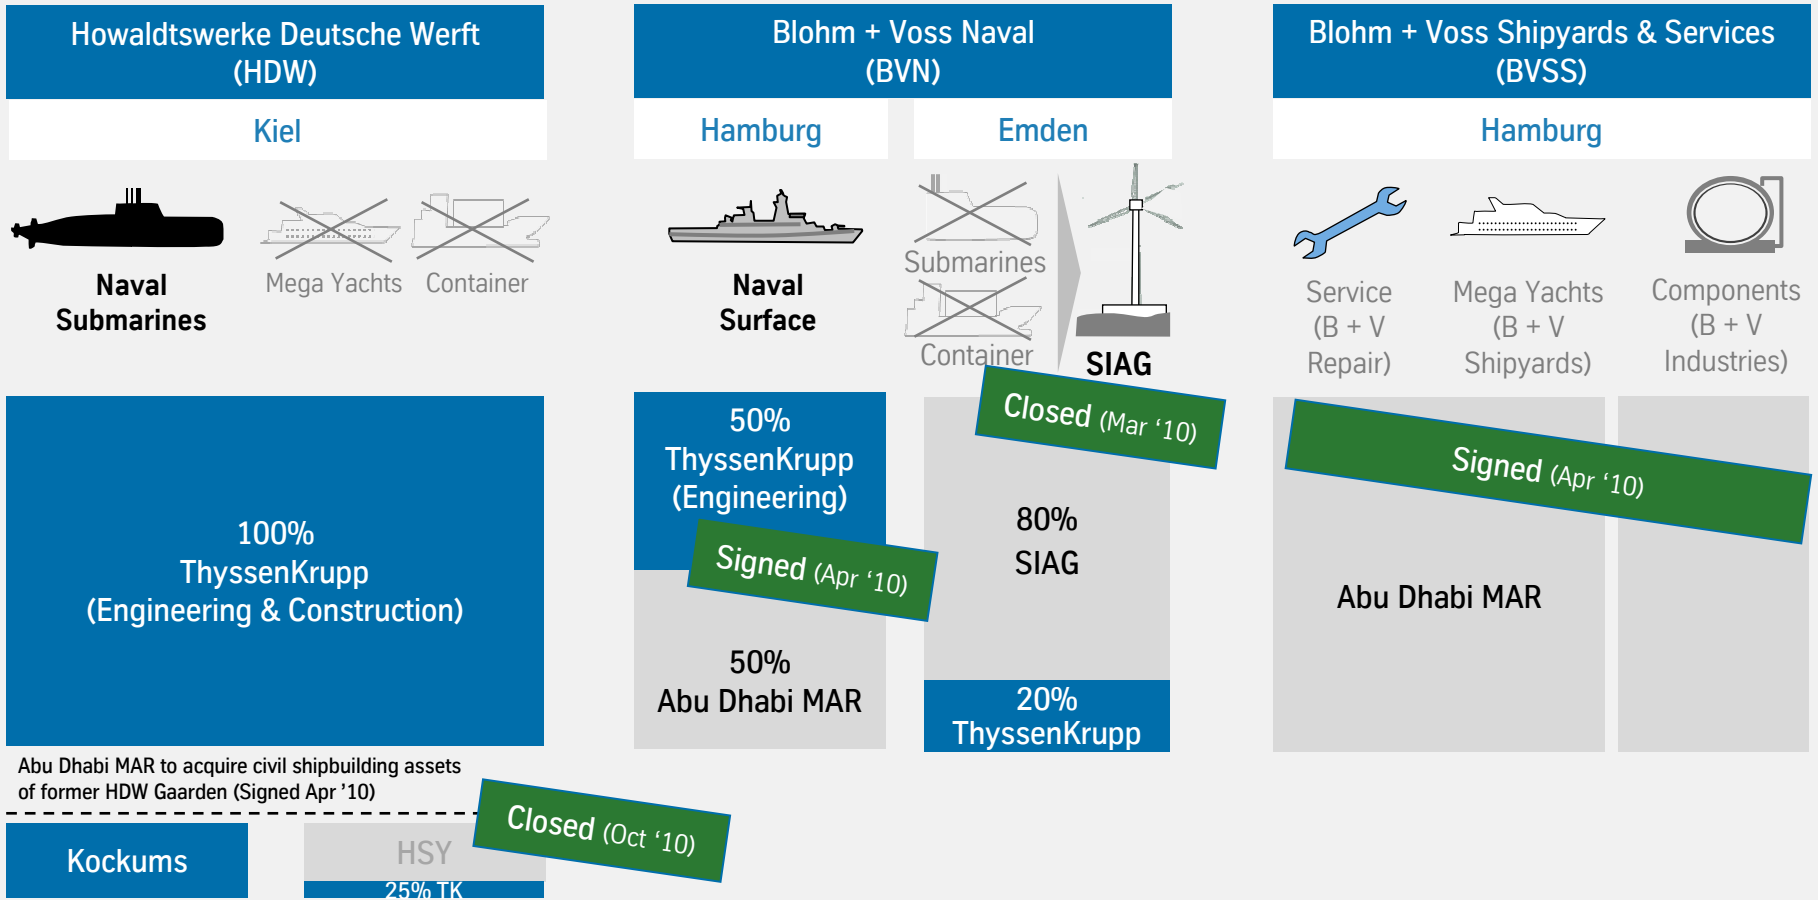 Howaldtswerke Deutsche Werft
(HDW)
Kiel
Naval
Submarines
Mega Yachts
Container
100%
ThyssenKrupp
(Engineering & Construction)
Abu Dhabi MAR to acquire civil shipbuilding assets
of former HDW Gaarden (Signed Apr ’10)
Kockums
HSY
25% TK
Closed (Oct ‘10)
Blohm + Voss Naval
(BVN)
Hamburg
Naval
Surface
50%
ThyssenKrupp
(Engineering)
Signed (Apr ‘10)
50%
Abu Dhabi MAR
Emden
Submarines
Container
SIAG
Closed (Mar ‘10)
80%
SIAG
20%
ThyssenKrupp
Blohm + Voss Shipyards & Services
(BVSS)
Hamburg
Service
(B + V
Repair)
Mega Yachts
(B + V
Shipyards)
Components
(B + V
Industries)
Signed (Apr ‘10)
Abu Dhabi MAR